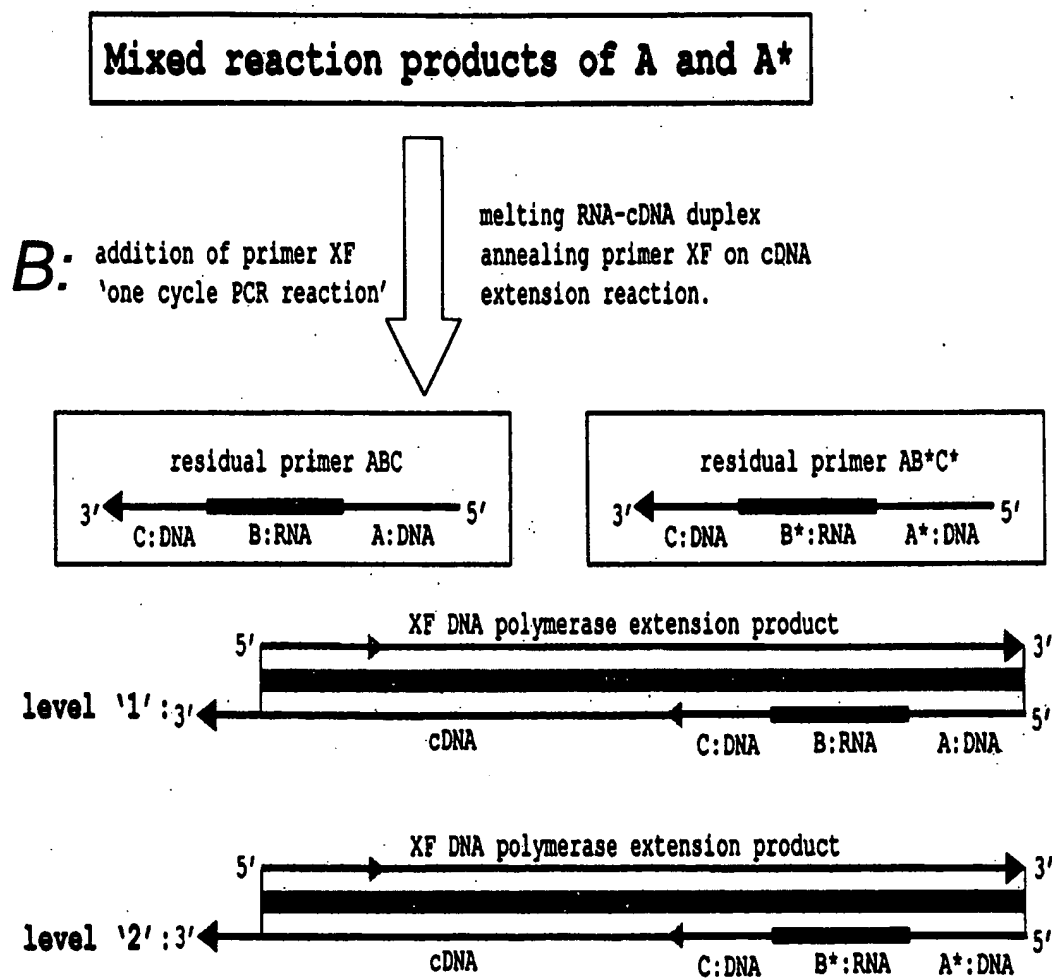 Mixed reaction products of A and A*
B:
addition of primer XF
'one cycle PCR reaction'
melting RNA-cDNA duplex
annealing primer XF on cDNA
extension reaction.
residual primer ABC
3' 5'
C:DNA B:RNA A:DNA
residual primer AB*C*
3' 5'
C:DNA B*:RNA A*:DNA
XF DNA polymerase extension product
5' 3'
level '1': 3' 5'
cDNA C:DNA B:RNA A:DNA
XF DNA polymerase extension product
5' 3'
level '2': 3' 5'
cDNA C:DNA B*:RNA A*:DNA